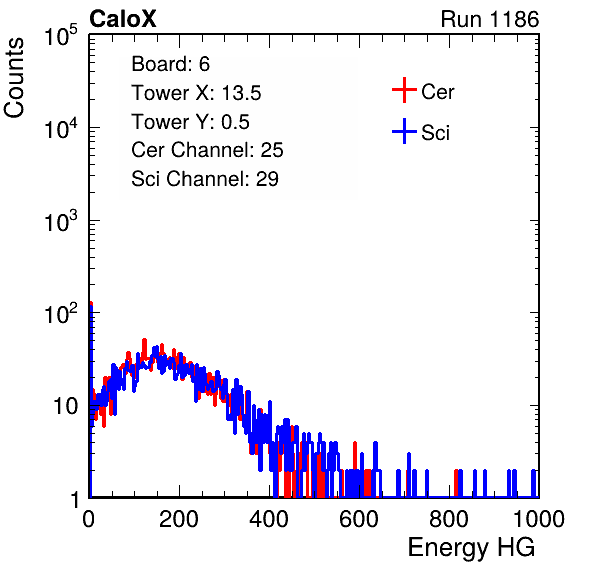 CaloX Run 1186
Counts
10^5
10^4
10^3
10^2
10
1
Board: 6
Tower X: 13.5
Tower Y: 0.5
Cer Channel: 25
Sci Channel: 29
Cer
Sci
0 200 400 600 800 1000
Energy HG